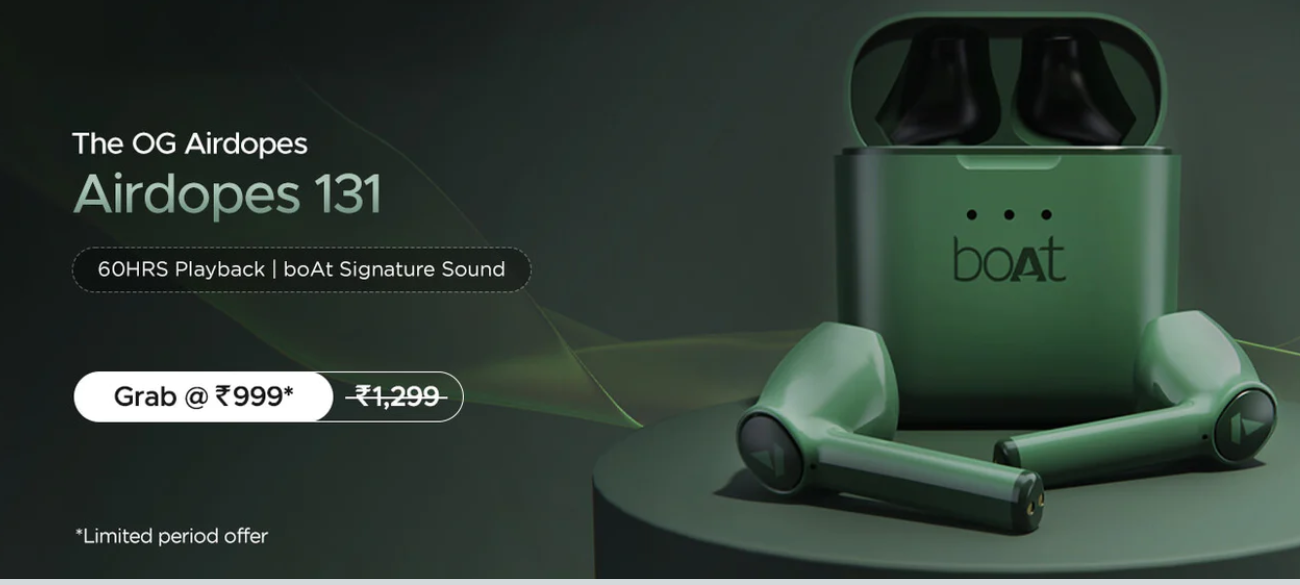 The OG Airdopes
Airdopes 131
60HRS Playback | boAt Signature Sound
Grab @ ₹999* ₹1,299
*Limited period offer
boAt